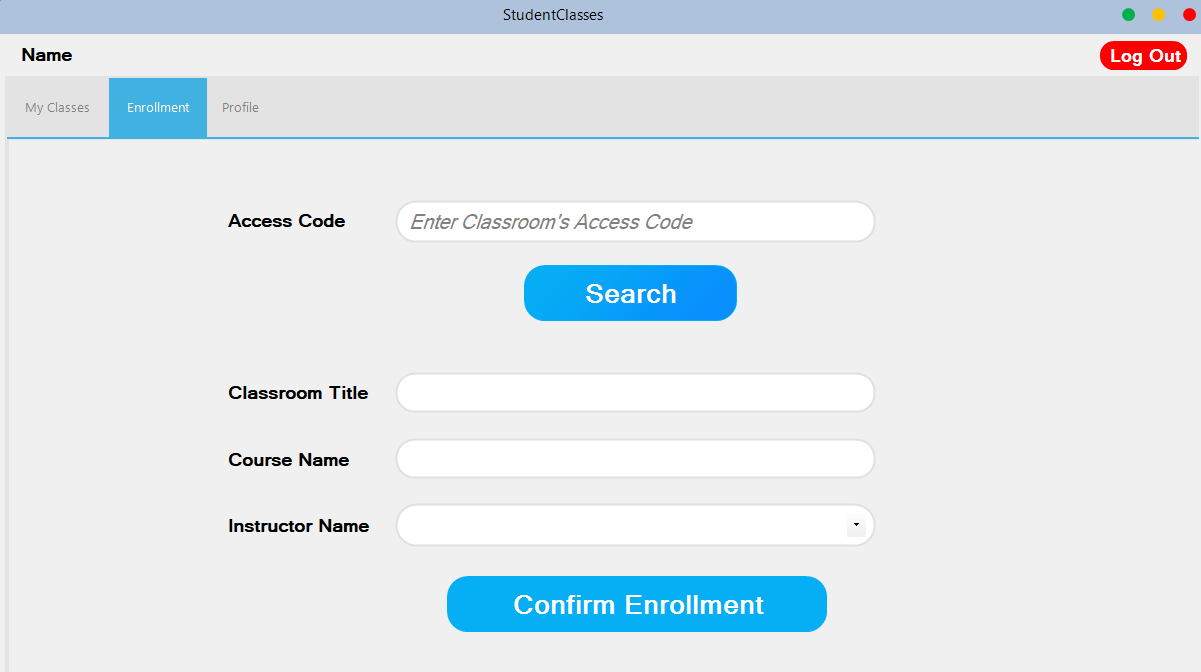 StudentClasses
Name
Log Out
My Classes
Enrollment
Profile
Access Code
Enter Classroom's Access Code
Search
Classroom Title
Course Name
Instructor Name
Confirm Enrollment